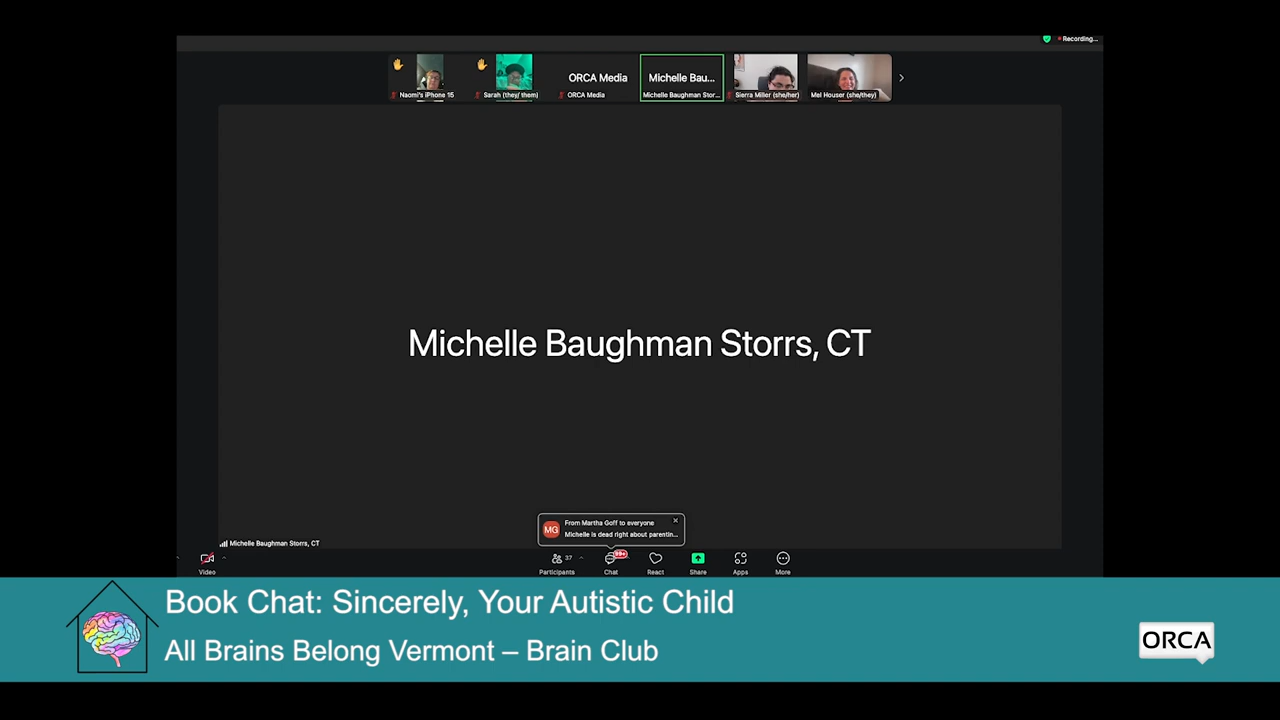 Recording...
ORCA Media
Michelle Bau...
Naomi's iPhone 15
Sarah (they/ them)
ORCA Media
Michelle Baughman Stor...
Sierra Miller (she/her)
Mel Houser (she/they)
Michelle Baughman Storrs, CT
MG
From Martha Goff to everyone
Michelle is dead right about parentin...
Michelle Baughman Storrs, CT
37
99+
Video
Participants
Chat
React
Share
Apps
More
Book Chat: Sincerely, Your Autistic Child
All Brains Belong Vermont – Brain Club
ORCA